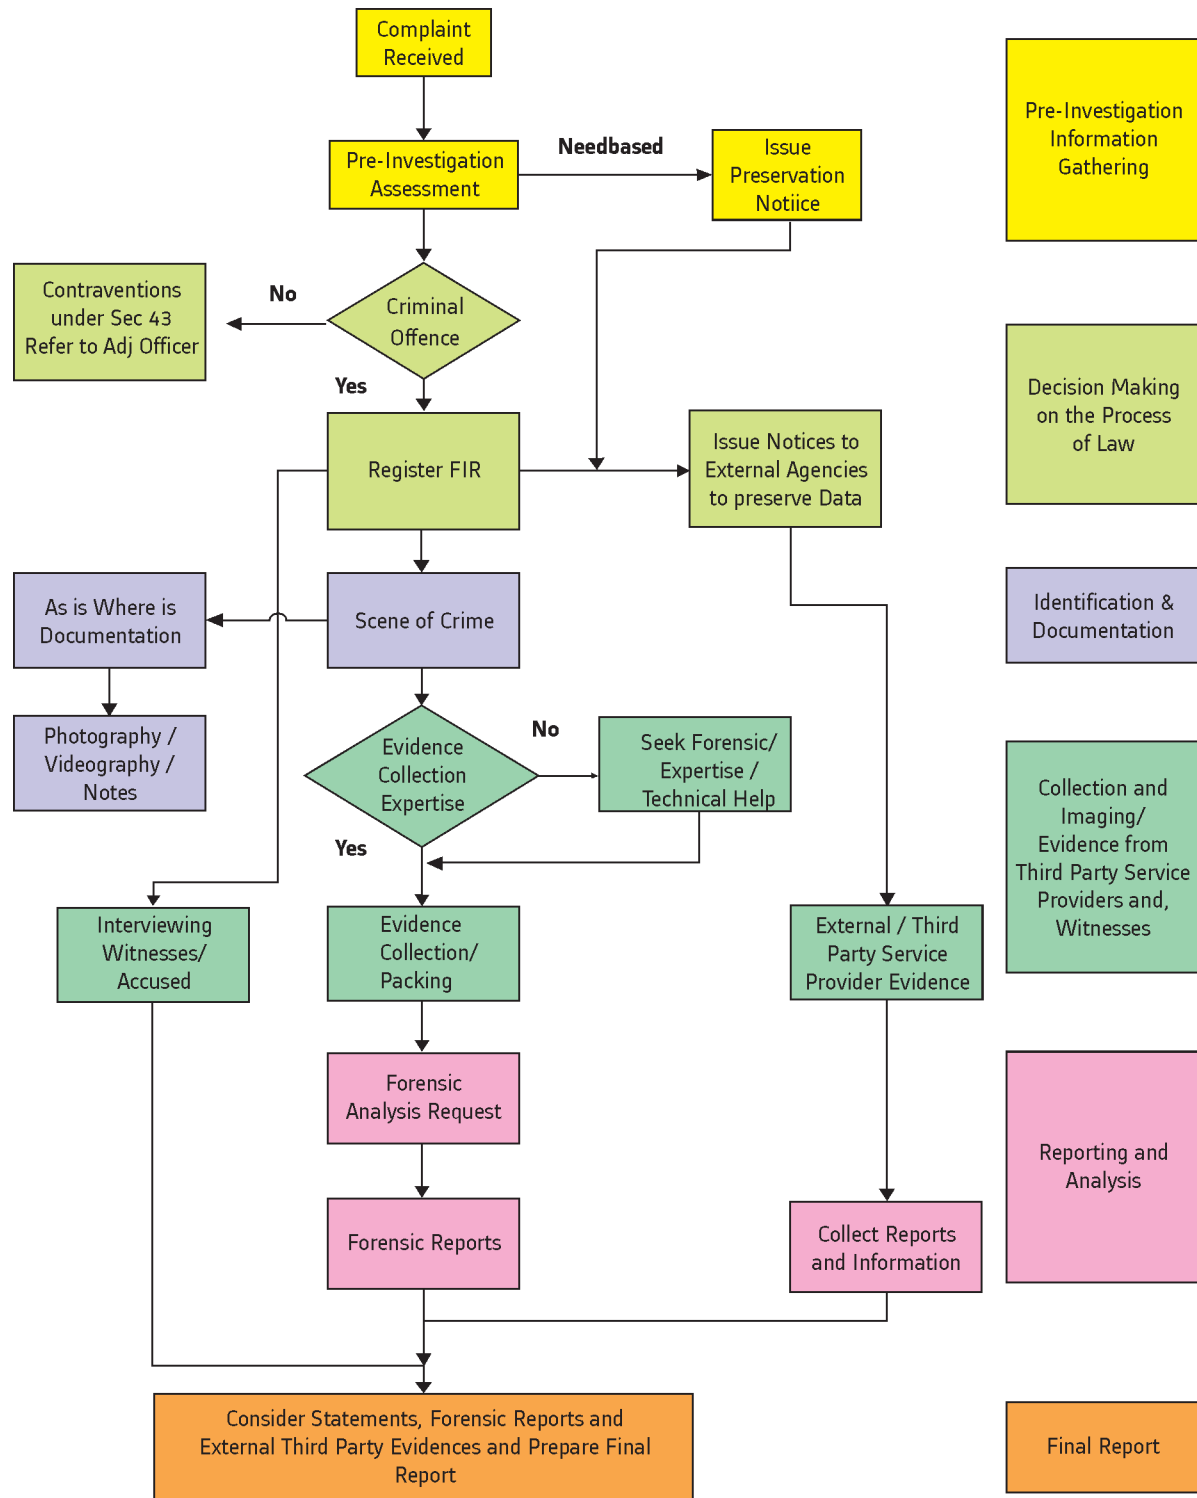 Complaint
Received
Pre-Investigation
Assessment
Needbased
Issue
Preservation
Notiice
Pre-Investigation
Information
Gathering
Contraventions
under Sec 43
Refer to Adj Officer
No
Criminal
Offence
Yes
Decision Making
on the Process
of Law
Register FIR
Issue Notices to
External Agencies
to preserve Data
As is Where is
Documentation
Scene of Crime
Identification &
Documentation
Photography /
Videography /
Notes
Evidence
Collection
Expertise
No
Seek Forensic/
Expertise /
Technical Help
Yes
Collection and
Imaging/
Evidence from
Third Party Service
Providers and,
Witnesses
Interviewing
Witnesses/
Accused
Evidence
Collection/
Packing
External / Third
Party Service
Provider Evidence
Forensic
Analysis Request
Reporting and
Analysis
Forensic Reports
Collect Reports
and Information
Consider Statements, Forensic Reports and
External Third Party Evidences and Prepare Final
Report
Final Report